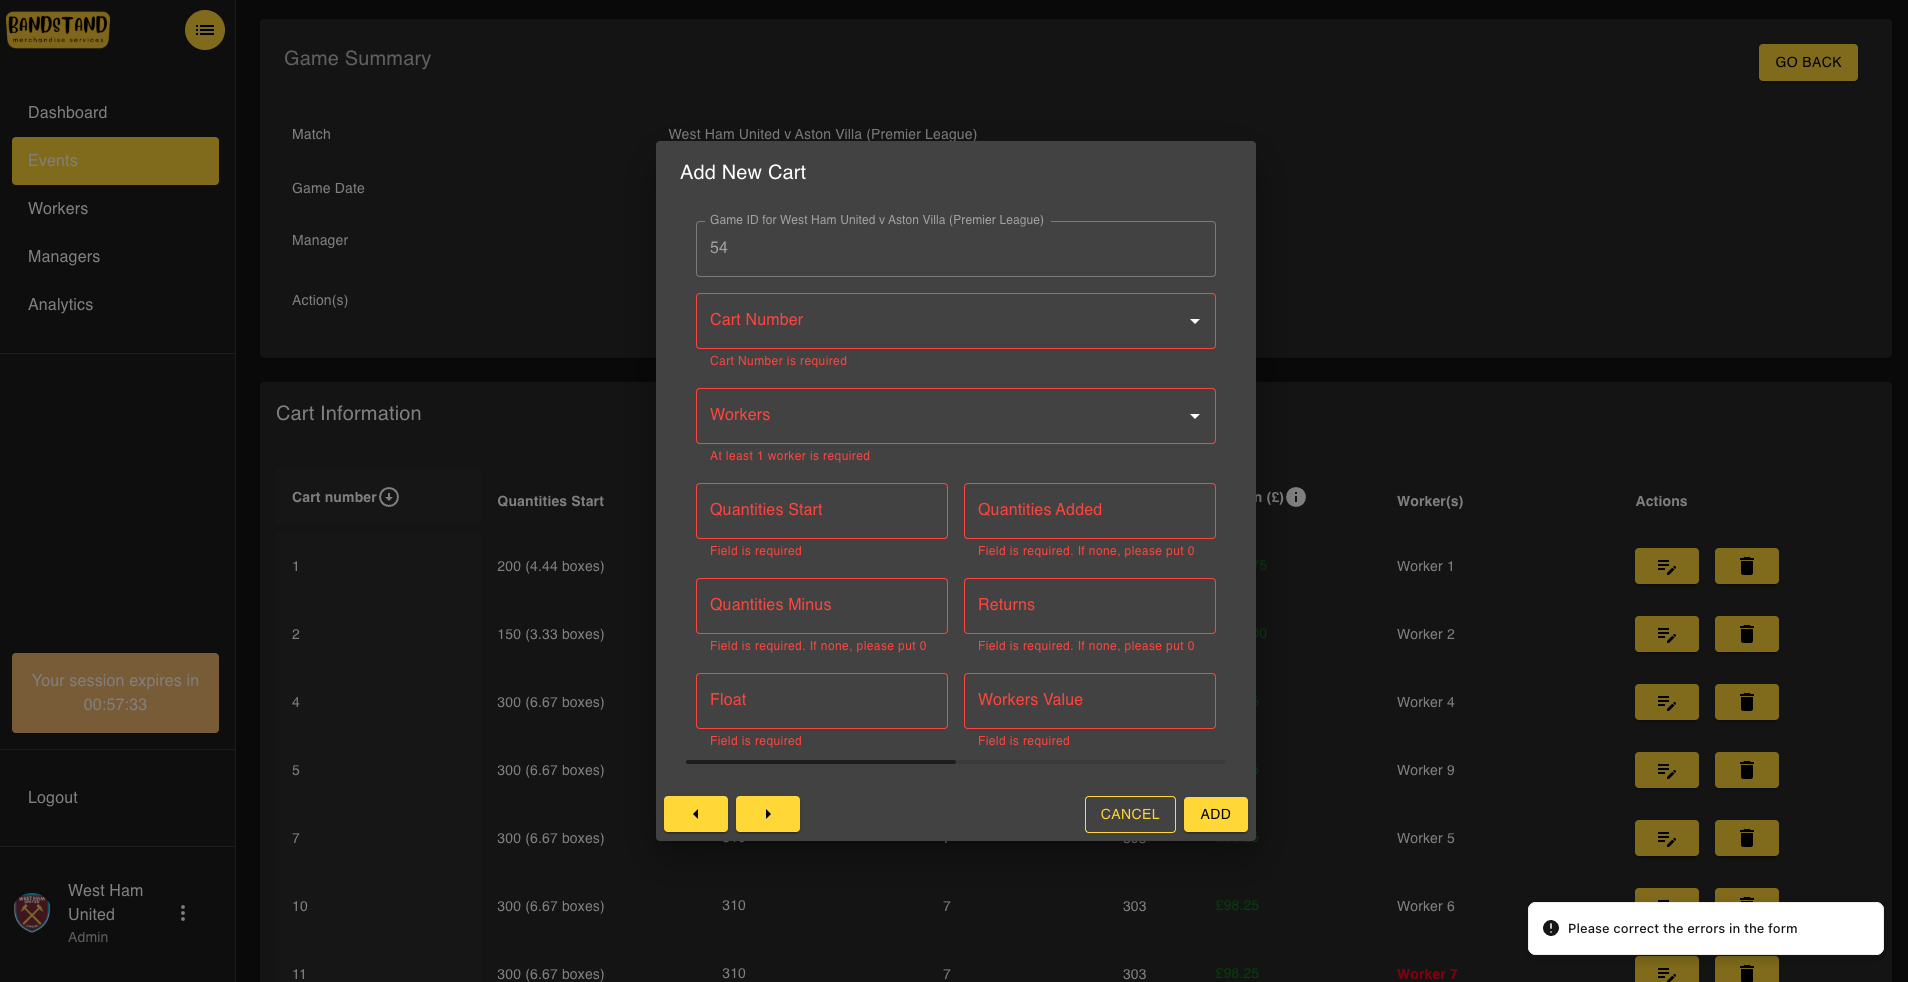 BANDSTAND
merchandise services
Dashboard
Events
Workers
Managers
Analytics
Your session expires in
00:57:33
Logout
West Ham
United
Admin
Game Summary
GO BACK
Match
West Ham United v Aston Villa (Premier League)
Game Date
Manager
Action(s)
Cart Information
Cart number
Quantities Start
(£)
Worker(s)
Actions
1
200 (4.44 boxes)
Worker 1
2
150 (3.33 boxes)
Worker 2
4
300 (6.67 boxes)
Worker 4
5
300 (6.67 boxes)
Worker 9
7
300 (6.67 boxes)
Worker 5
10
300 (6.67 boxes)
310
7
303
£98.25
Worker 6
11
300 (6.67 boxes)
310
7
303
£98.25
Worker 7
Add New Cart
Game ID for West Ham United v Aston Villa (Premier League)
54
Cart Number
Cart Number is required
Workers
At least 1 worker is required
Quantities Start
Field is required
Quantities Added
Field is required. If none, please put 0
Quantities Minus
Field is required. If none, please put 0
Returns
Field is required. If none, please put 0
Float
Field is required
Workers Value
Field is required
CANCEL
ADD
Please correct the errors in the form